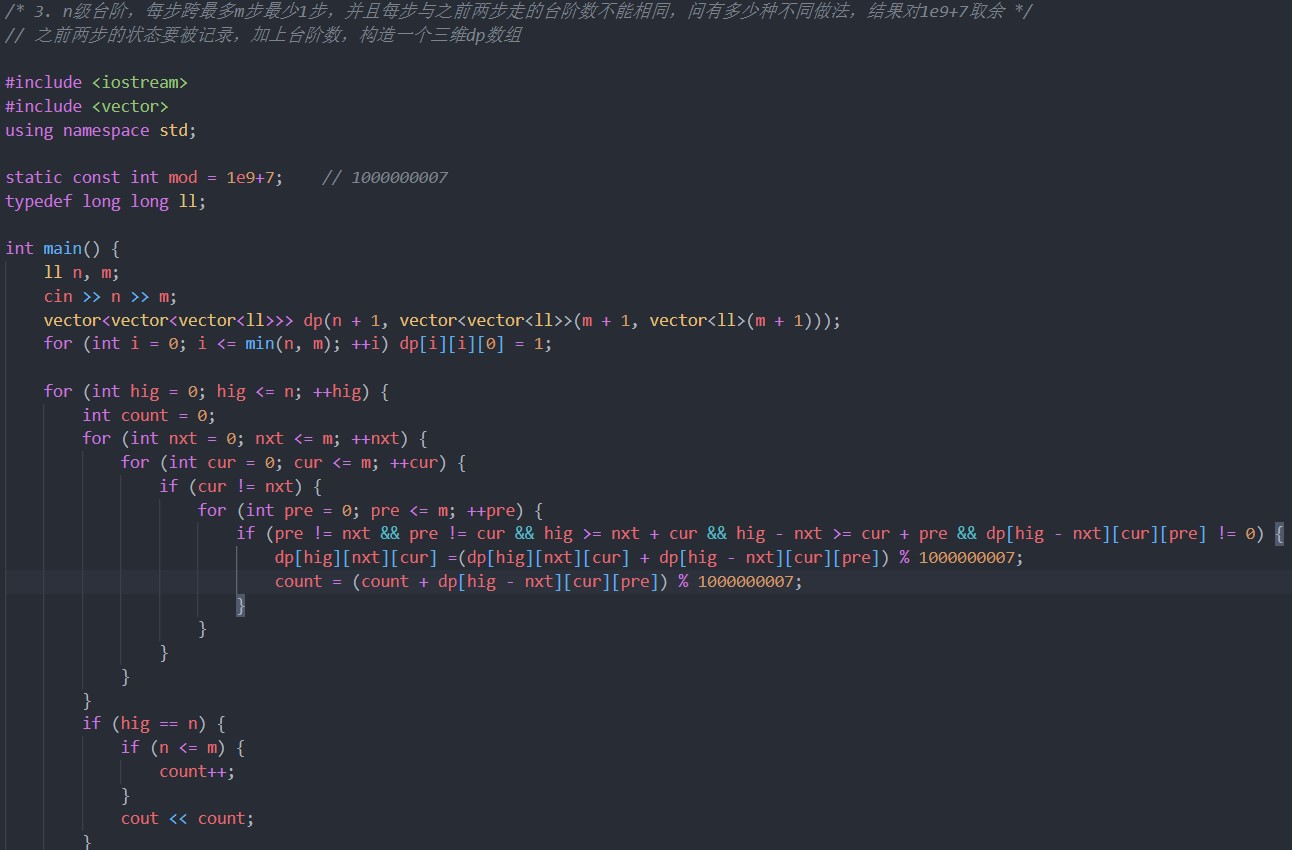 /* 3. n级台阶，每步跨最多m步最少1步，并且每步与之前两步走的台阶数不能相同，问有多少种不同做法，结果对1e9+7取余 */
// 之前两步的状态要被记录，加上台阶数，构造一个三维dp数组
#include <iostream>
#include <vector>
using namespace std;
static const int mod = 1e9+7;    // 1000000007
typedef long long ll;
int main() {
    ll n, m;
    cin >> n >> m;
    vector<vector<vector<ll>>> dp(n + 1, vector<vector<ll>>(m + 1, vector<ll>(m + 1)));
    for (int i = 0; i <= min(n, m); ++i) dp[i][i][0] = 1;
    for (int hig = 0; hig <= n; ++hig) {
        int count = 0;
        for (int nxt = 0; nxt <= m; ++nxt) {
            for (int cur = 0; cur <= m; ++cur) {
                if (cur != nxt) {
                    for (int pre = 0; pre <= m; ++pre) {
                        if (pre != nxt && pre != cur && hig >= nxt + cur && hig - nxt >= cur + pre && dp[hig - nxt][cur][pre] != 0) {
                            dp[hig][nxt][cur] =(dp[hig][nxt][cur] + dp[hig - nxt][cur][pre]) % 1000000007;
                            count = (count + dp[hig - nxt][cur][pre]) % 1000000007;
                        }
                    }
                }
            }
        }
        if (hig == n) {
            if (n <= m) {
                count++;
            }
            cout << count;
        }